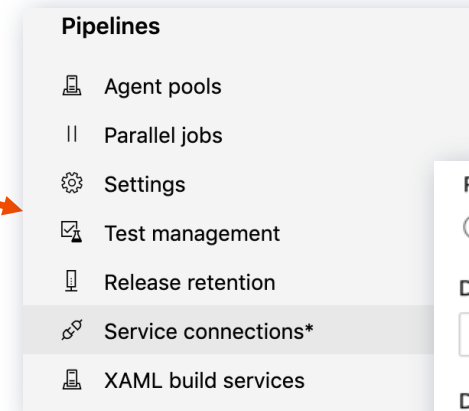 Pipelines
Agent pools
Parallel jobs
Settings
Test management
Release retention
Service connections*
XAML build services